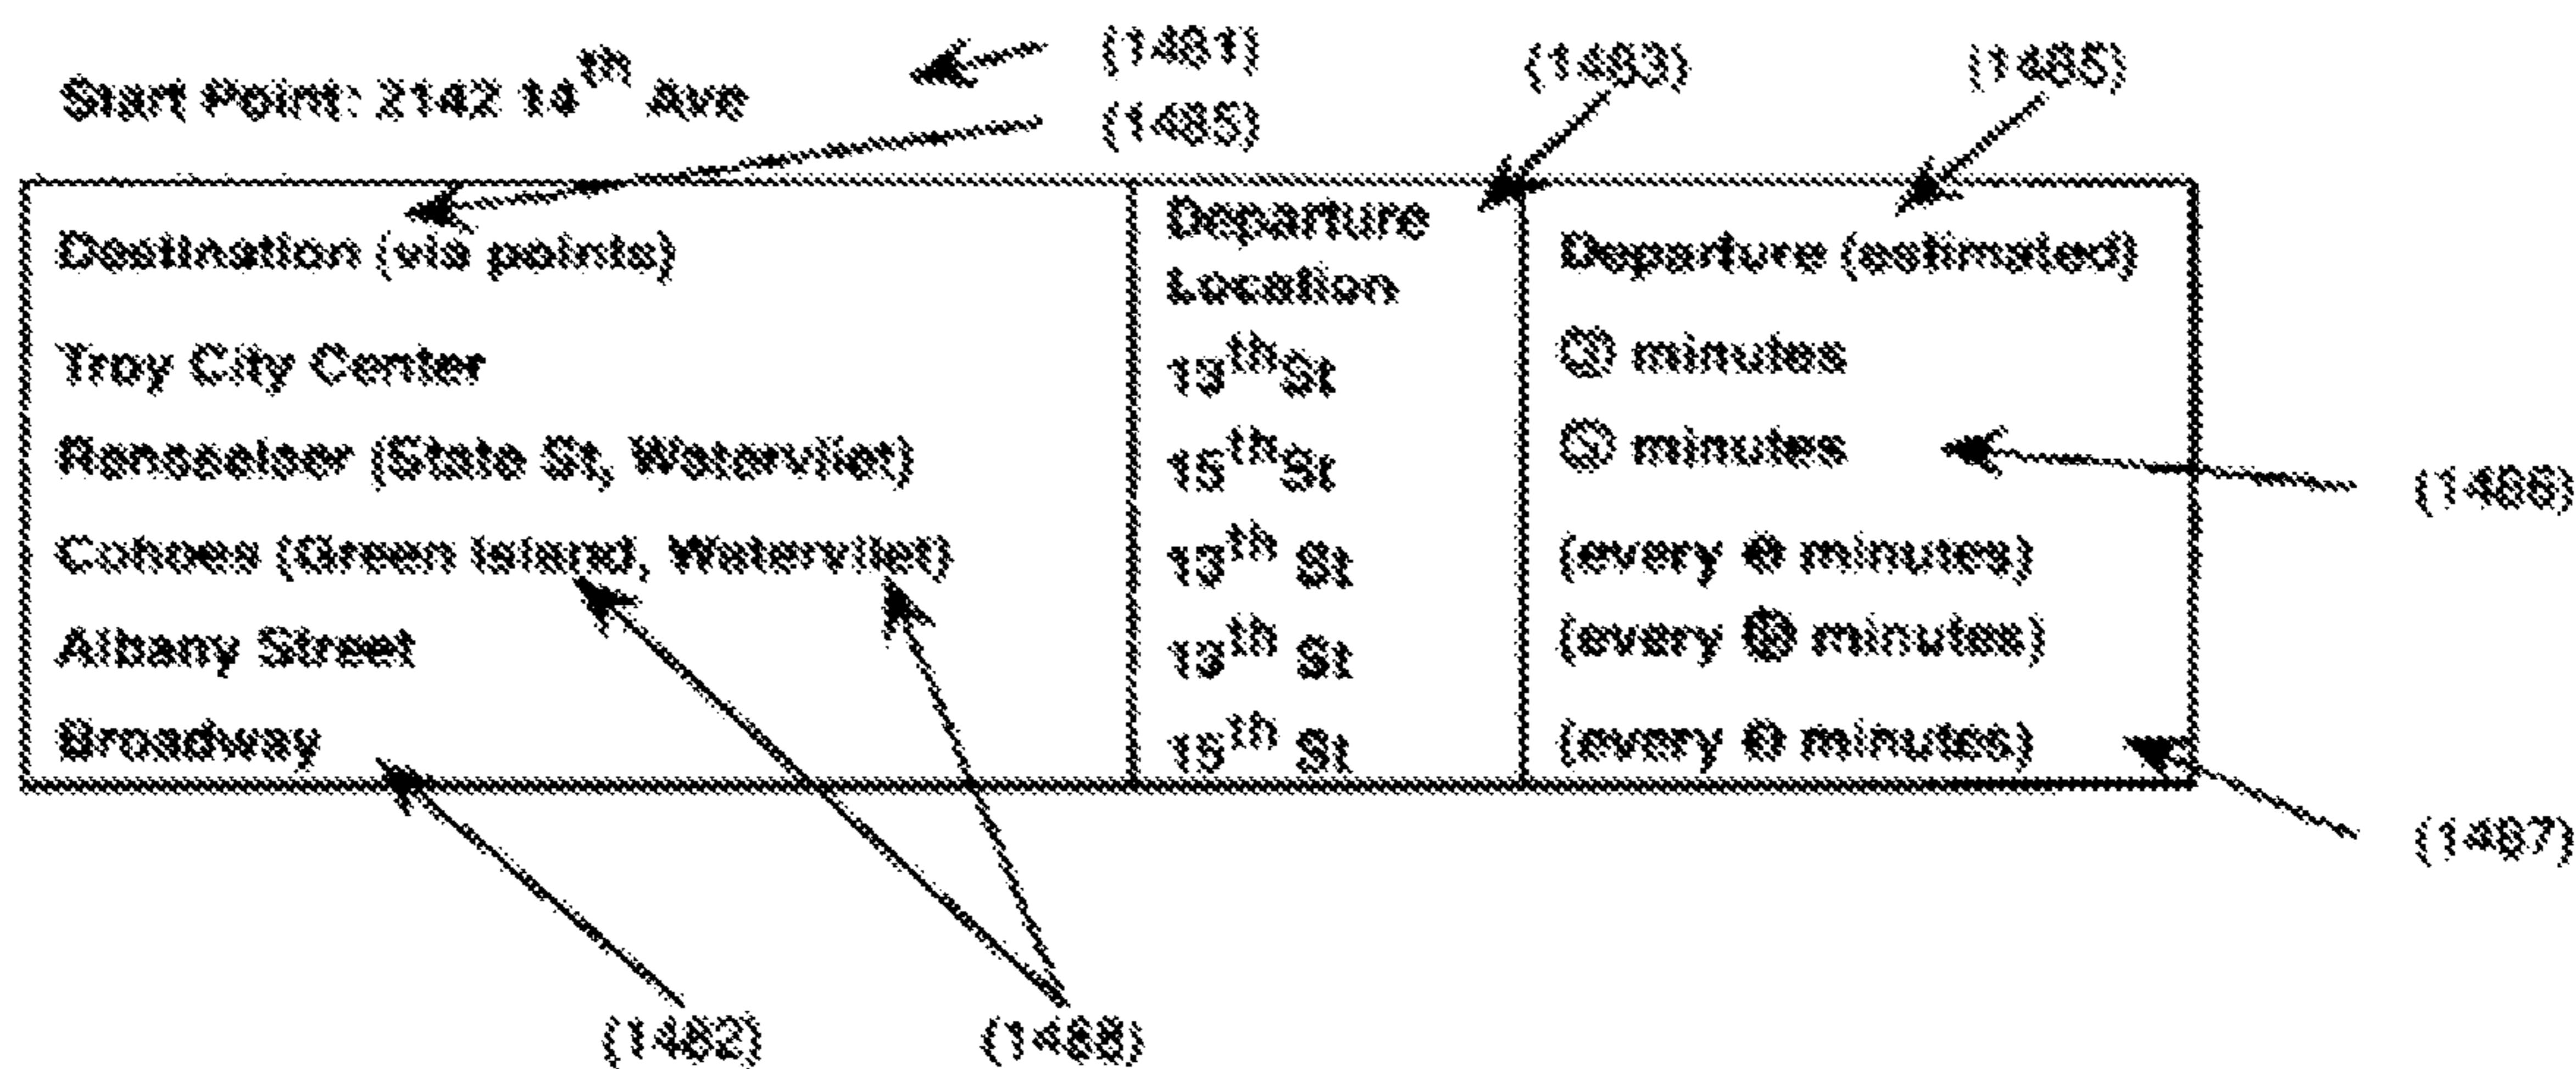 Start Point: 2142 14th Ave
(1481)
(1485)
(1483)
(1485)
Destination (via points)
Departure Location
Departure (estimated)
Troy City Center
13th St
minutes
Rensselaer (State St, Watervliet)
15th St
minutes
(1486)
Cohoes (Green Island, Watervliet)
13th St
(every minutes)
Albany Street
13th St
(every minutes)
Broadway
15th St
(every minutes)
(1487)
(1482)
(1488)